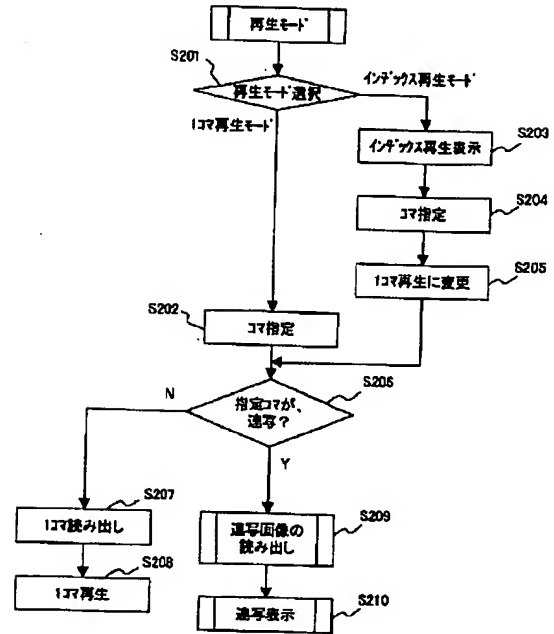 再生モード
S201
再生モード選択
インデックス再生モード
1コマ再生モード
S203
インデックス再生表示
S204
コマ指定
S205
1コマ再生に変更
S202
コマ指定
S206
指定コマが、
連写？
N
Y
S207
1コマ読み出し
S208
1コマ再生
S209
連写画像の
読み出し
S210
連写表示